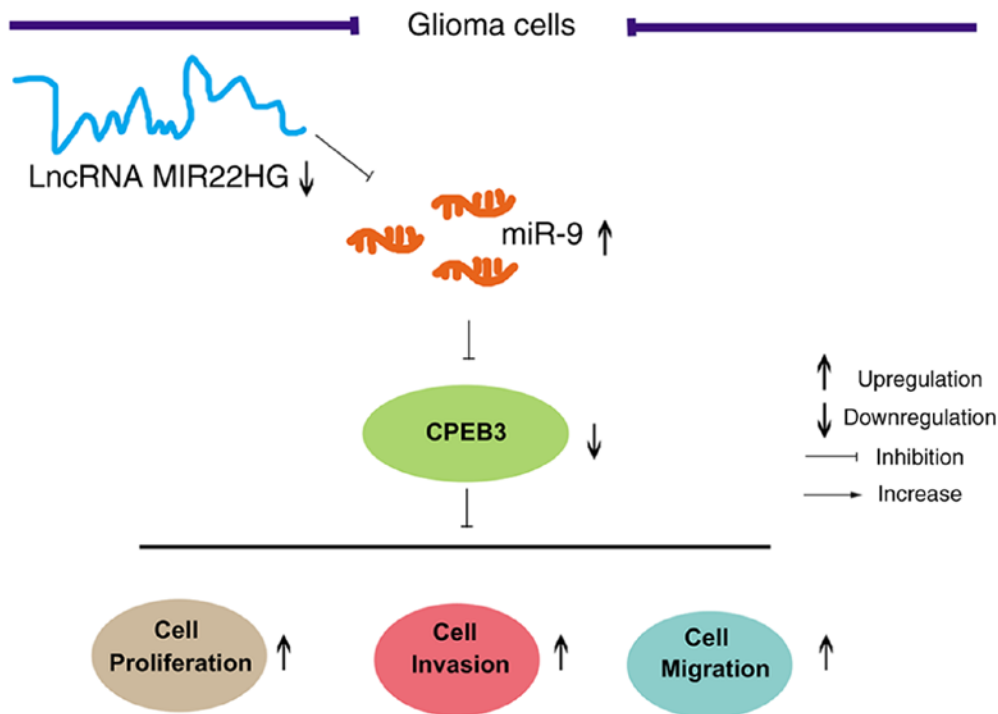 Glioma cells
LncRNA MIR22HG
miR-9
CPEB3
Upregulation
Downregulation
Inhibition
Increase
Cell
Proliferation
Cell
Invasion
Cell
Migration